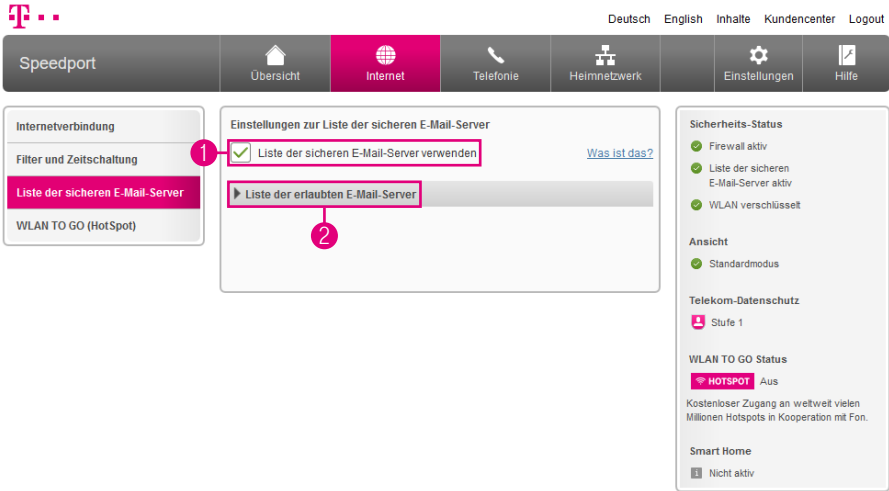 T
Deutsch English Inhalte Kundencenter Logout
Speedport
Übersicht
Internet
Telefonie
Heimnetzwerk
Einstellungen
Hilfe
Internetverbindung
Filter und Zeitschaltung
Liste der sicheren E-Mail-Server
WLAN TO GO (HotSpot)
Einstellungen zur Liste der sicheren E-Mail-Server
1
Liste der sicheren E-Mail-Server verwenden
Was ist das?
Liste der erlaubten E-Mail-Server
2
Sicherheits-Status
Firewall aktiv
Liste der sicheren
E-Mail-Server aktiv
WLAN verschlüsselt
Ansicht
Standardmodus
Telekom-Datenschutz
Stufe 1
WLAN TO GO Status
HOTSPOT Aus
Kostenloser Zugang an weltweit vielen
Millionen Hotspots in Kooperation mit Fon.
Smart Home
i Nicht aktiv